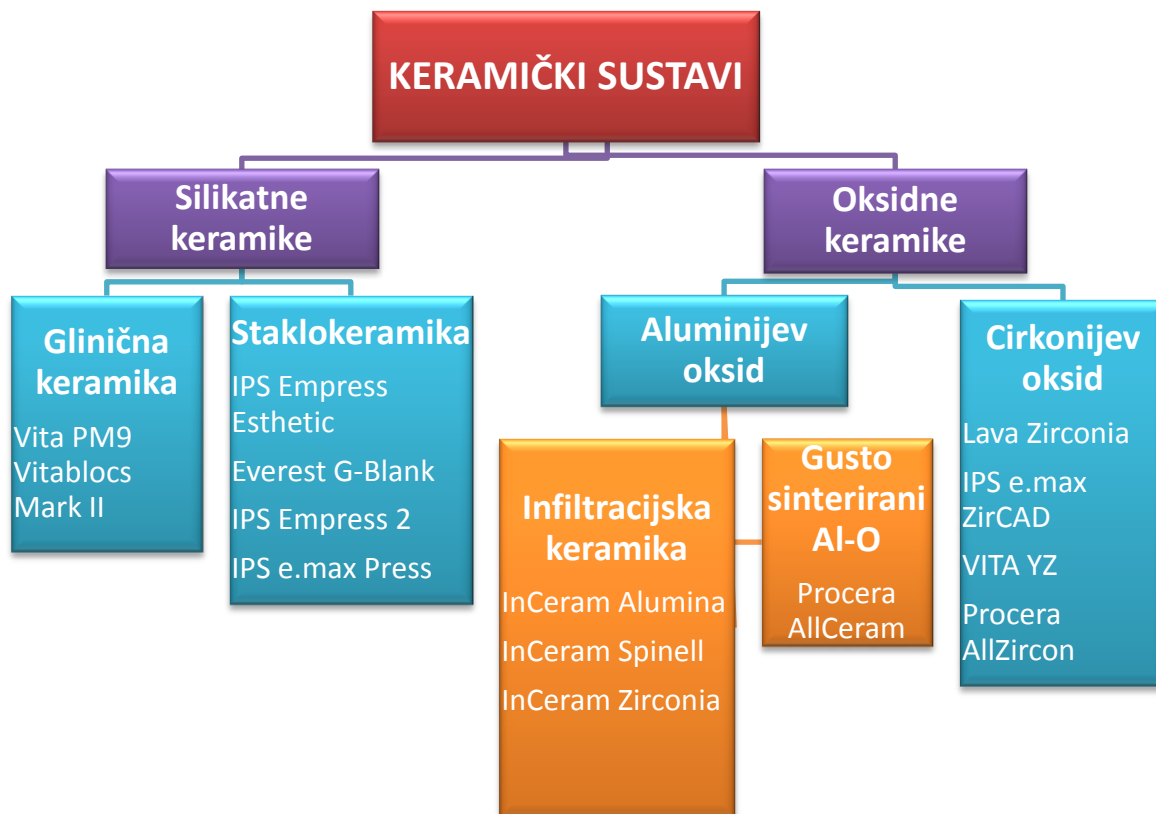 KERAMIČKI SUSTAVI
Silikatne
keramike
Oksidne
keramike
Glinična
keramika
Vita PM9
Vitablocs
Mark II
Staklokeramika
IPS Empress
Esthetic
Everest G-Blank
IPS Empress 2
IPS e.max Press
Aluminijev
oksid
Infiltracijska
keramika
InCeram Alumina
InCeram Spinell
InCeram Zirconia
Gusto
sinterirani
Al-O
Procera
AllCeram
Cirkonijev
oksid
Lava Zirconia
IPS e.max
ZirCAD
VITA YZ
Procera
AllZircon